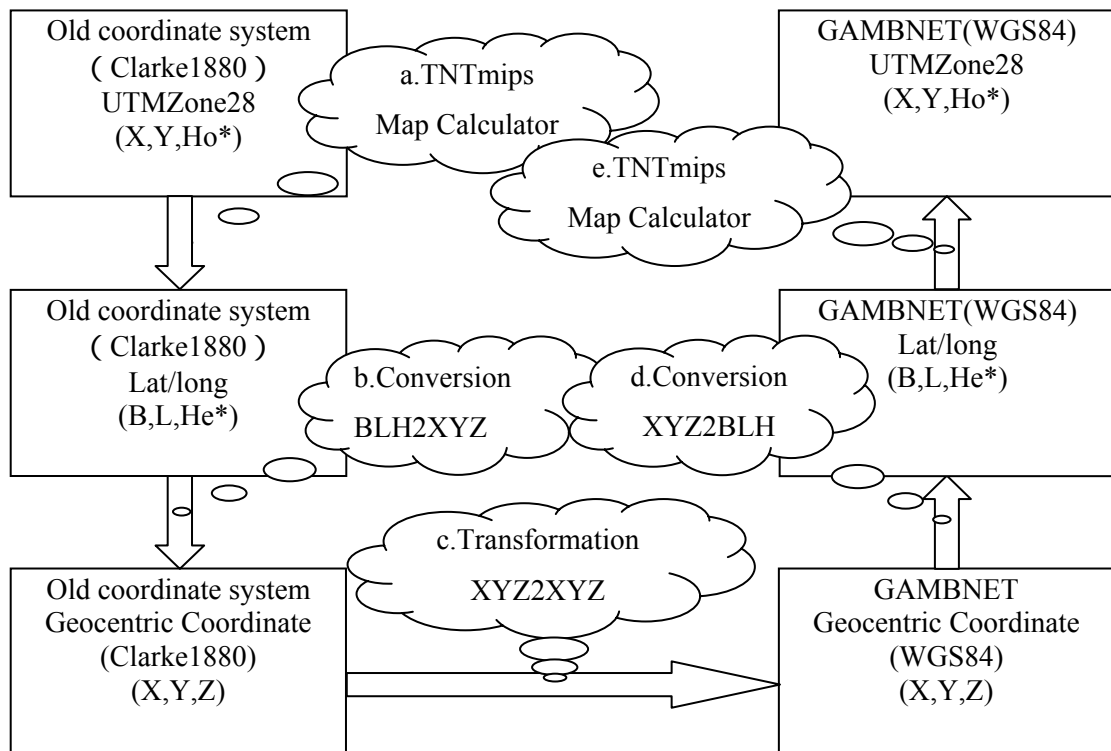 Old coordinate system
( Clarke1880 )
UTMZone28
(X,Y,Ho*)
a.TNTmips
Map Calculator
GAMBNET(WGS84)
UTMZone28
(X,Y,Ho*)
e.TNTmips
Map Calculator
Old coordinate system
( Clarke1880 )
Lat/long
(B,L,He*)
b.Conversion
BLH2XYZ
d.Conversion
XYZ2BLH
GAMBNET(WGS84)
Lat/long
(B,L,He*)
c.Transformation
XYZ2XYZ
Old coordinate system
Geocentric Coordinate
(Clarke1880)
(X,Y,Z)
GAMBNET
Geocentric Coordinate
(WGS84)
(X,Y,Z)